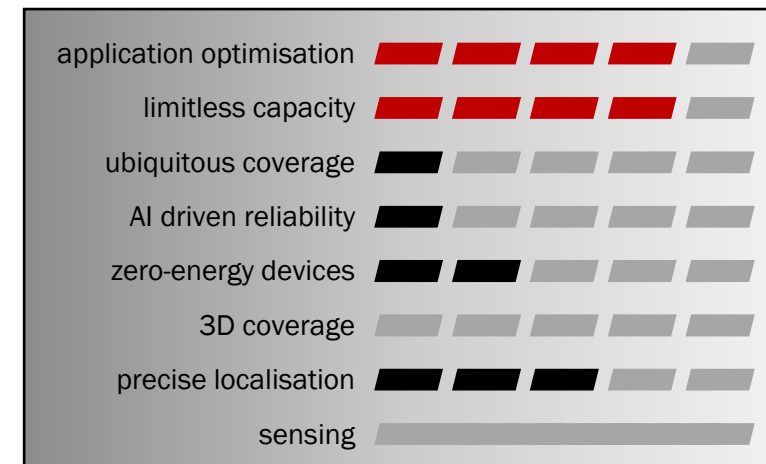 application optimisation
limitless capacity
ubiquitous coverage
AI driven reliability
zero-energy devices
3D coverage
precise localisation
sensing